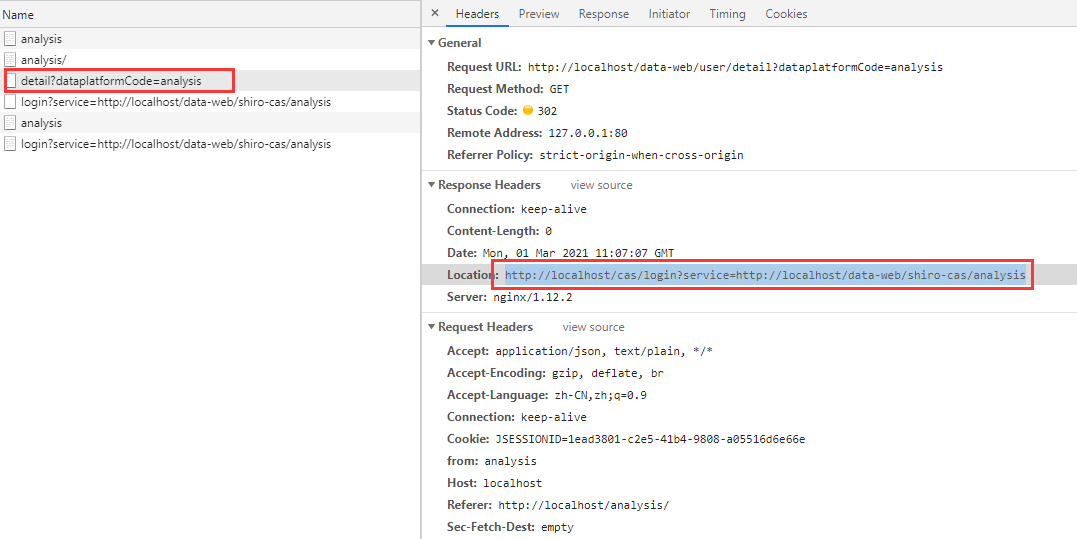 Name
analysis
analysis/
detail?dataplatformCode=analysis
login?service=http://localhost/data-web/shiro-cas/analysis
analysis
login?service=http://localhost/data-web/shiro-cas/analysis
× Headers Preview Response Initiator Timing Cookies
▼ General
Request URL: http://localhost/data-web/user/detail?dataplatformCode=analysis
Request Method: GET
Status Code: 302
Remote Address: 127.0.0.1:80
Referrer Policy: strict-origin-when-cross-origin
▼ Response Headers view source
Connection: keep-alive
Content-Length: 0
Date: Mon, 01 Mar 2021 11:07:07 GMT
Location: http://localhost/cas/login?service=http://localhost/data-web/shiro-cas/analysis
Server: nginx/1.12.2
▼ Request Headers view source
Accept: application/json, text/plain, */*
Accept-Encoding: gzip, deflate, br
Accept-Language: zh-CN,zh;q=0.9
Connection: keep-alive
Cookie: JSESSIONID=1ead3801-c2e5-41b4-9808-a05516d6e66e
from: analysis
Host: localhost
Referer: http://localhost/analysis/
Sec-Fetch-Dest: empty